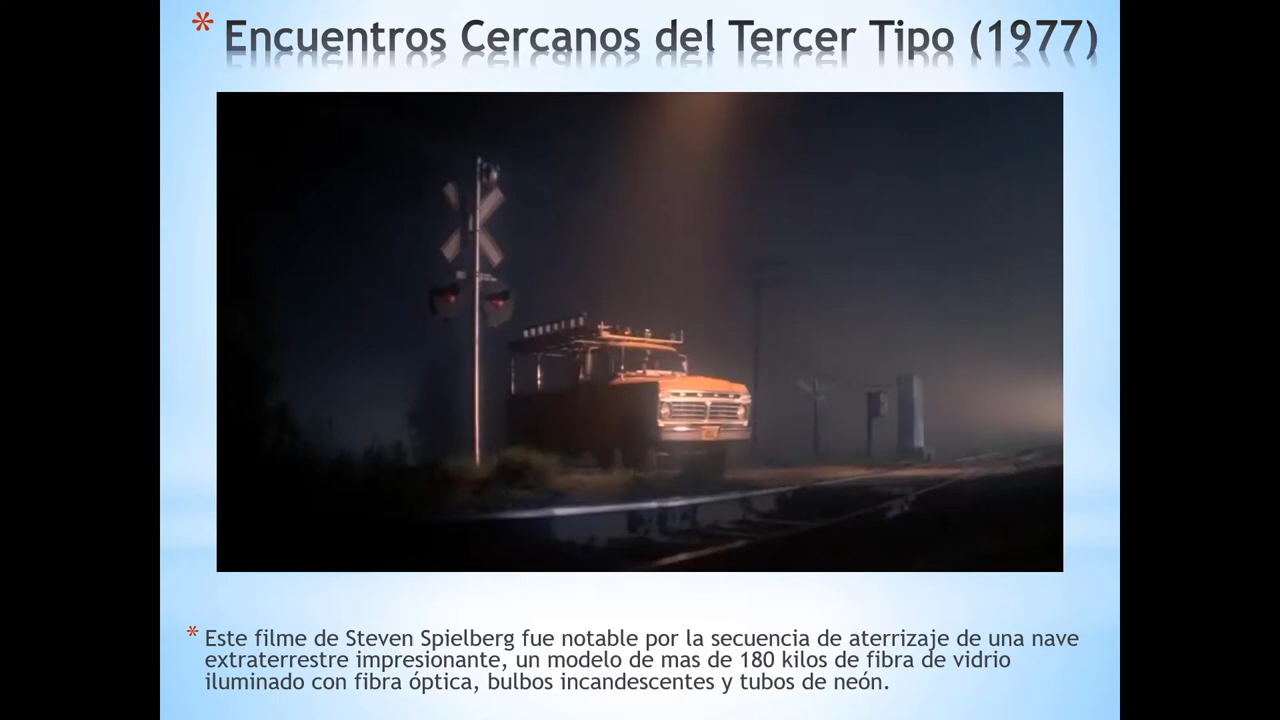 * Encuentros Cercanos del Tercer Tipo (1977)
* Este filme de Steven Spielberg fue notable por la secuencia de aterrizaje de una nave
extraterrestre impresionante, un modelo de mas de 180 kilos de fibra de vidrio
iluminado con fibra óptica, bulbos incandescentes y tubos de neón.